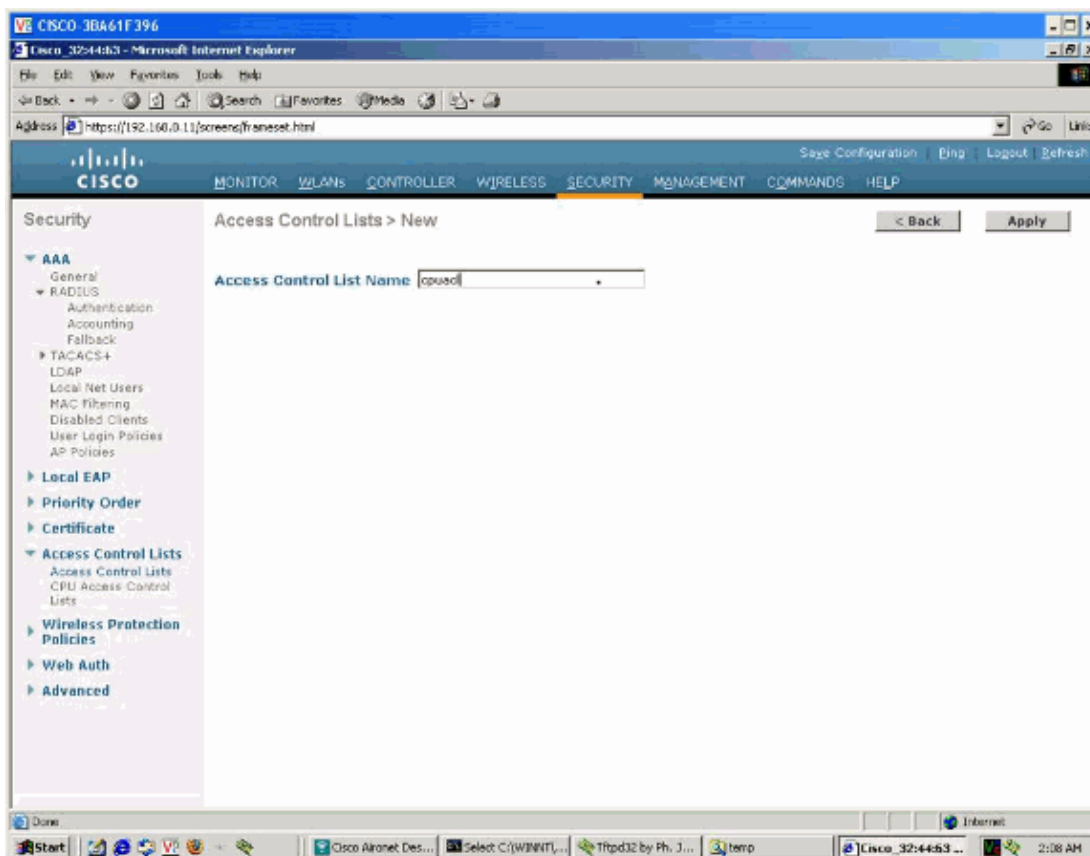 CISCO-3BA61F396
Cisco_32:44:63 - Microsoft Internet Explorer
File Edit View Favorites Tools Help
Back Search Favorites Media
Address https://192.168.0.11/screens/frameset.html Go Links
Save Configuration Ping Logout Refresh
CISCO MONITOR WLANs CONTROLLER WIRELESS SECURITY MANAGEMENT COMMANDS HELP
Security
Access Control Lists > New < Back Apply
Access Control List Name cpuacl
AAA
General
RADIUS
Authentication
Accounting
Fallback
TACACS+
LDAP
Local Net Users
MAC Filtering
Disabled Clients
User Login Policies
AP Policies
Local EAP
Priority Order
Certificate
Access Control Lists
Access Control Lists
CPU Access Control
Lists
Wireless Protection
Policies
Web Auth
Advanced
Done Internet
Start Cisco Aironet Des... Select C:\WINNT\... Tftpd32 by Ph. J... temp Cisco_32:44:63 ... 2:08 AM